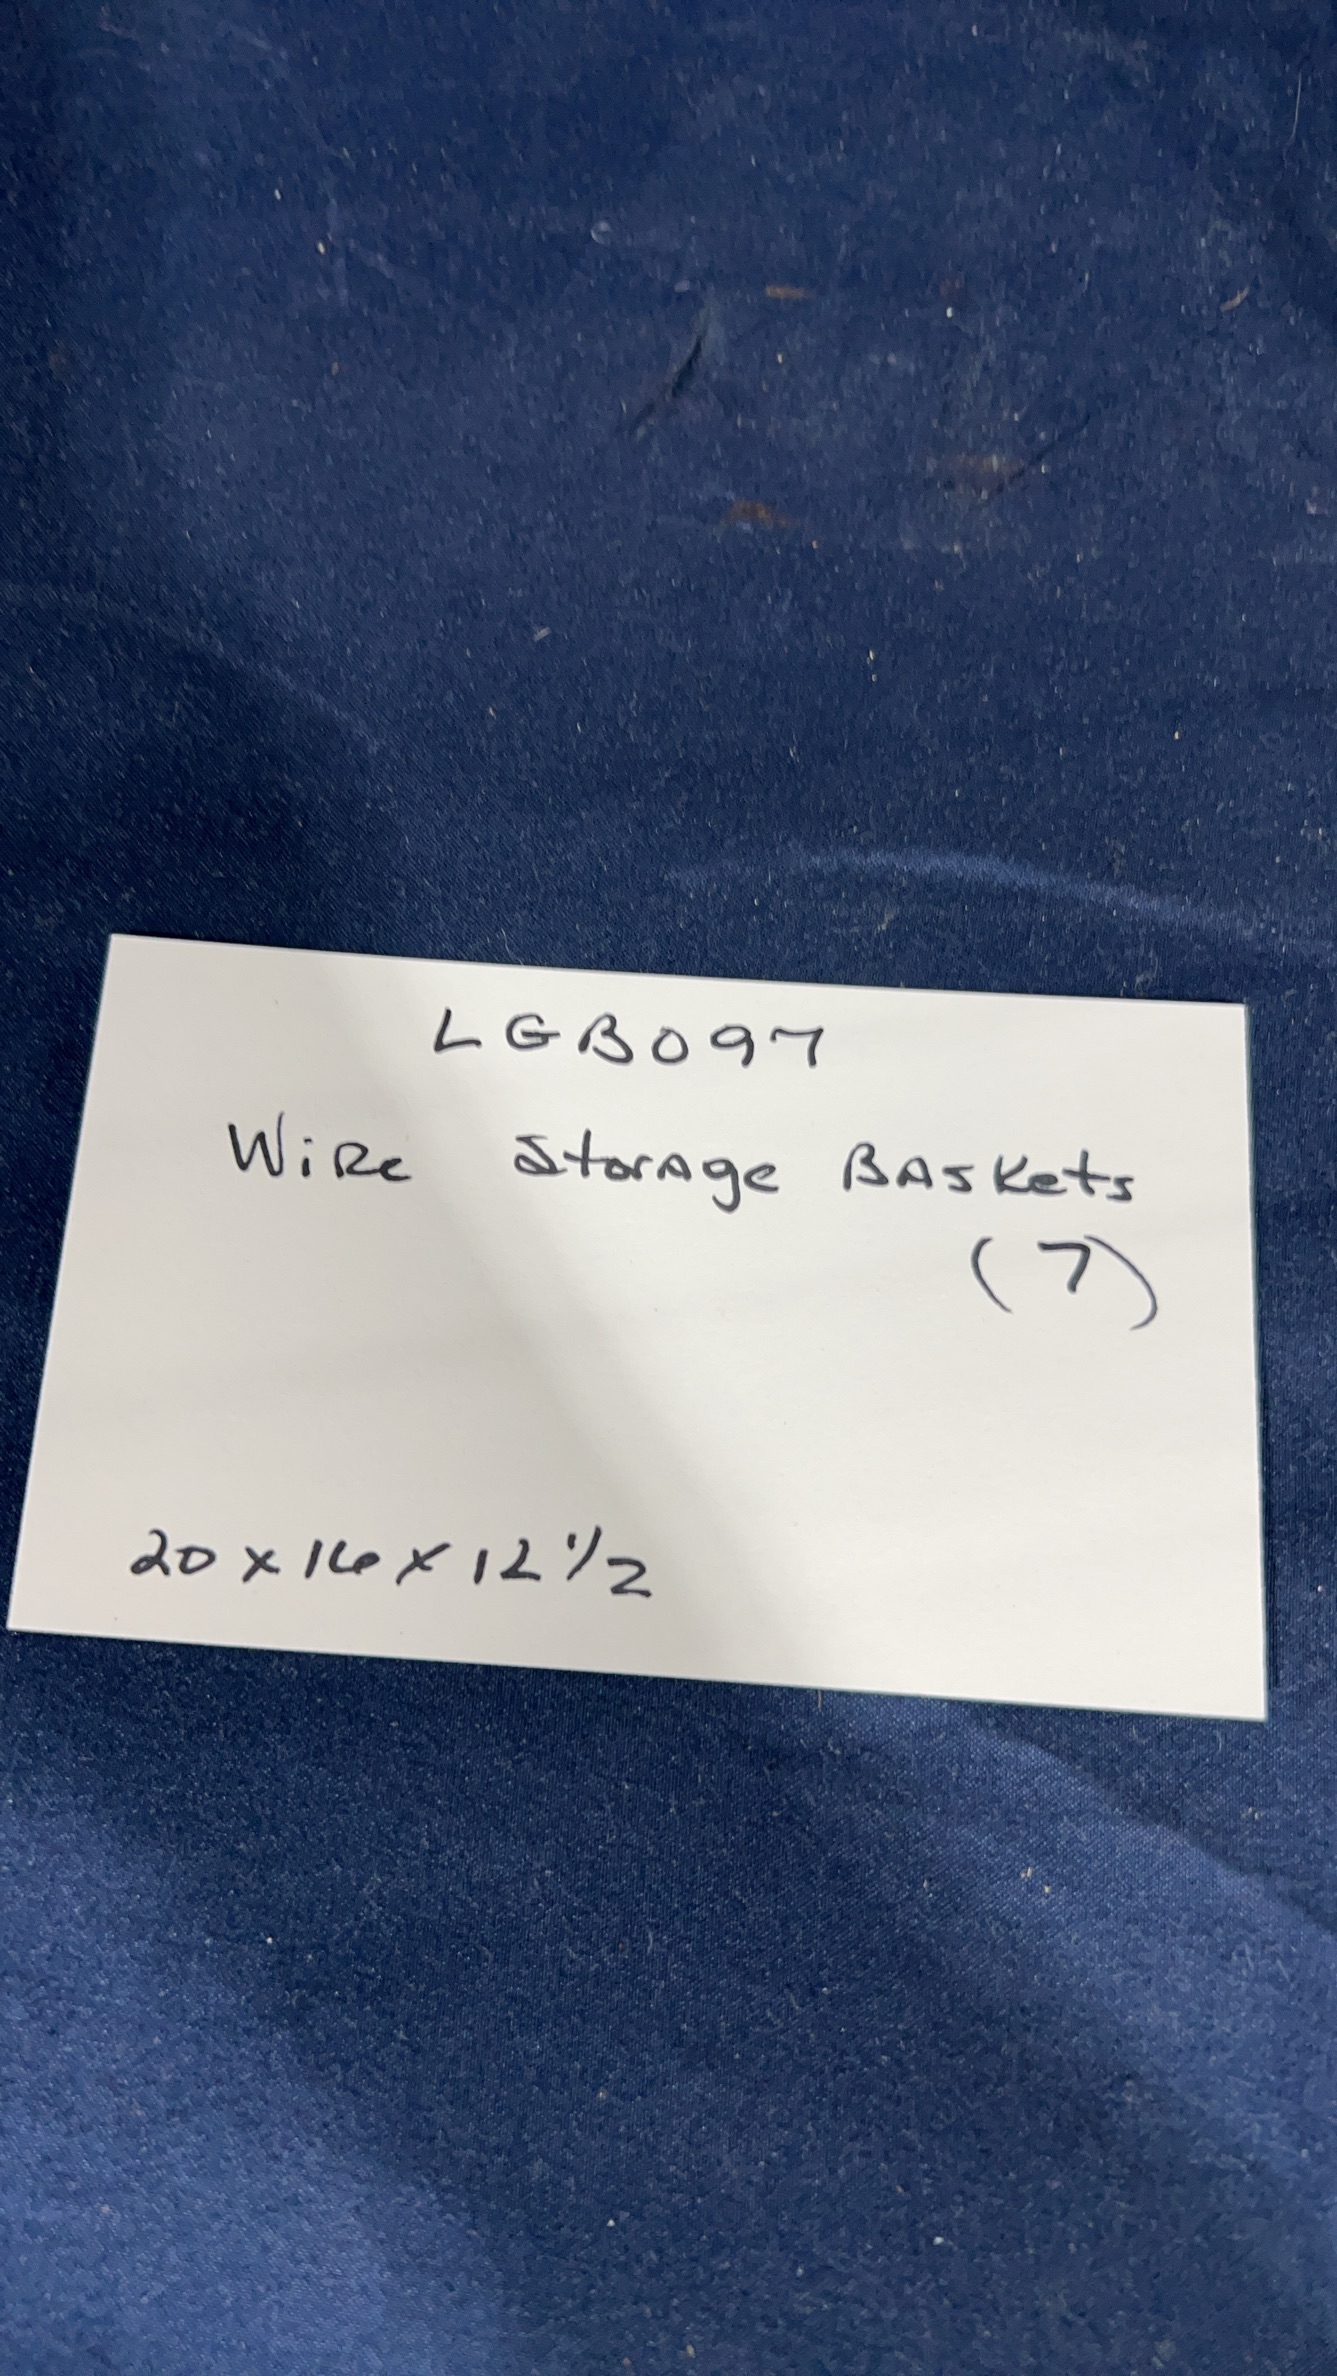 LGB097
Wire Storage Baskets
(7)
20 x 16 x 12 1/2